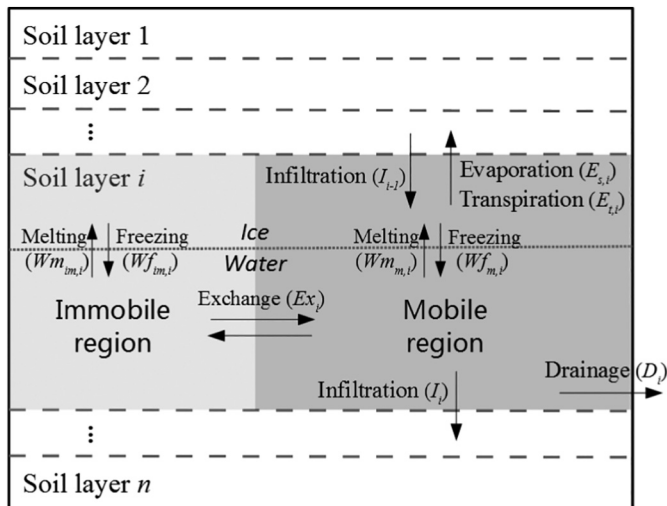 Soil layer 1
Soil layer 2
...
Soil layer i
Infiltration (I_{i-1})
Evaporation (E_{s,i})
Transpiration (E_{t,i})
Melting
(Wm_{im,i})
Freezing
(Wf_{im,i})
Ice
Water
Melting
(Wm_{m,i})
Freezing
(Wf_{m,i})
Immobile
region
Exchange (Ex_i)
Mobile
region
Drainage (D_i)
Infiltration (I_i)
...
Soil layer n